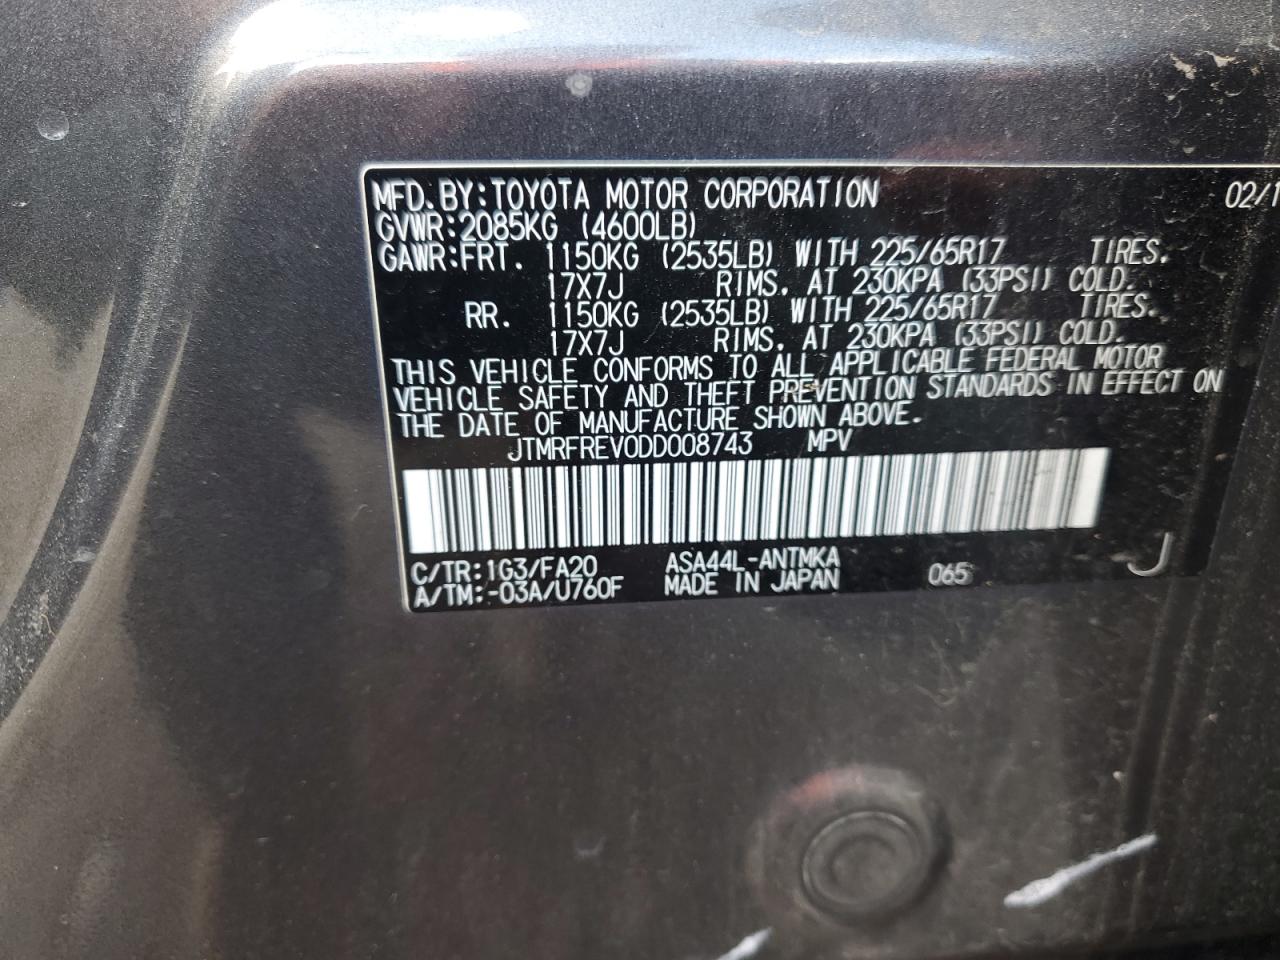 MFD.BY:TOYOTA MOTOR CORPORATION 02/1
GVWR:2085KG (4600LB)
GAWR:FRT. 1150KG (2535LB) WITH 225/65R17 TIRES.
17X7J RIMS. AT 230KPA (33PSI) COLD.
RR. 1150KG (2535LB) WITH 225/65R17 TIRES.
17X7J RIMS. AT 230KPA (33PSI) COLD.
THIS VEHICLE CONFORMS TO ALL APPLICABLE FEDERAL MOTOR
VEHICLE SAFETY AND THEFT PREVENTION STANDARDS IN EFFECT ON
THE DATE OF MANUFACTURE SHOWN ABOVE.
JTMRFREV0DD008743 MPV
C/TR:1G3/FA20 ASA44L-ANTMKA 065 J
A/TM:-03A/U760F MADE IN JAPAN